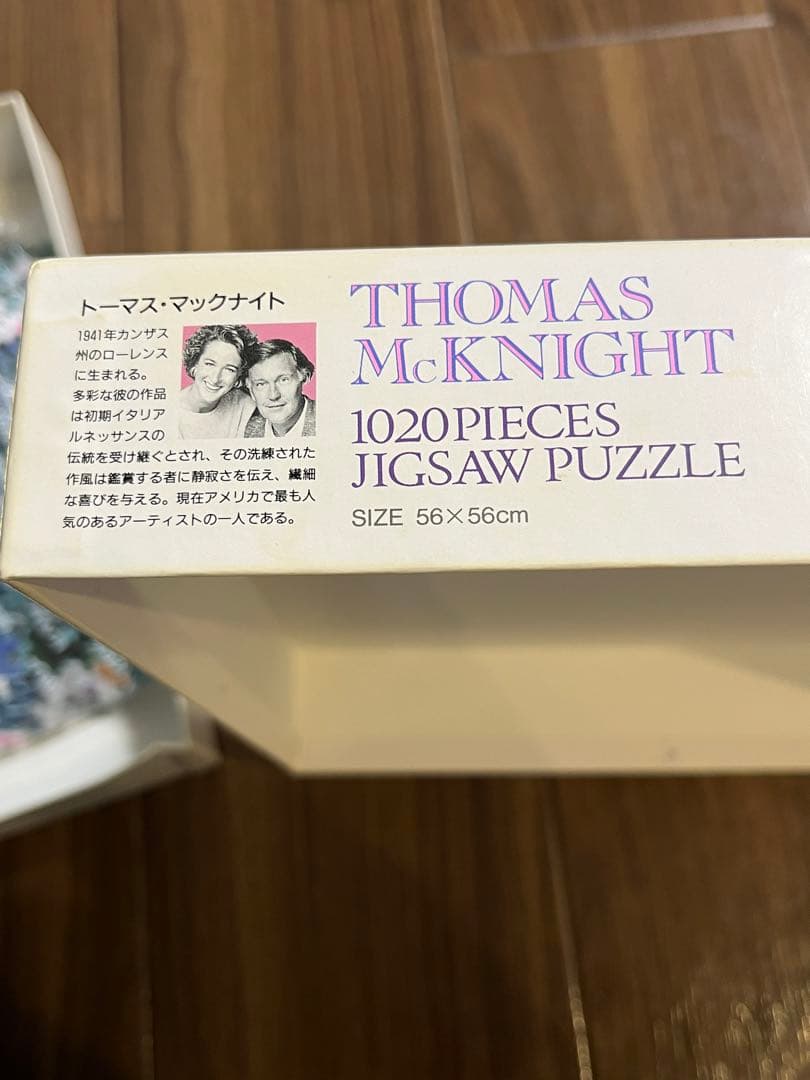 トーマス・マックナイト
1941年カンザス
州のローレンス
に生まれる。
多彩な彼の作品
は初期イタリア
ルネッサンスの
伝統を受け継ぐとされ、その洗練された
作風は鑑賞する者に静寂さを伝え、繊細
な喜びを与える。現在アメリカで最も人
気のあるアーティストの一人である。
THOMAS
McKNIGHT
1020PIECES
JIGSAW PUZZLE
SIZE 56×56cm